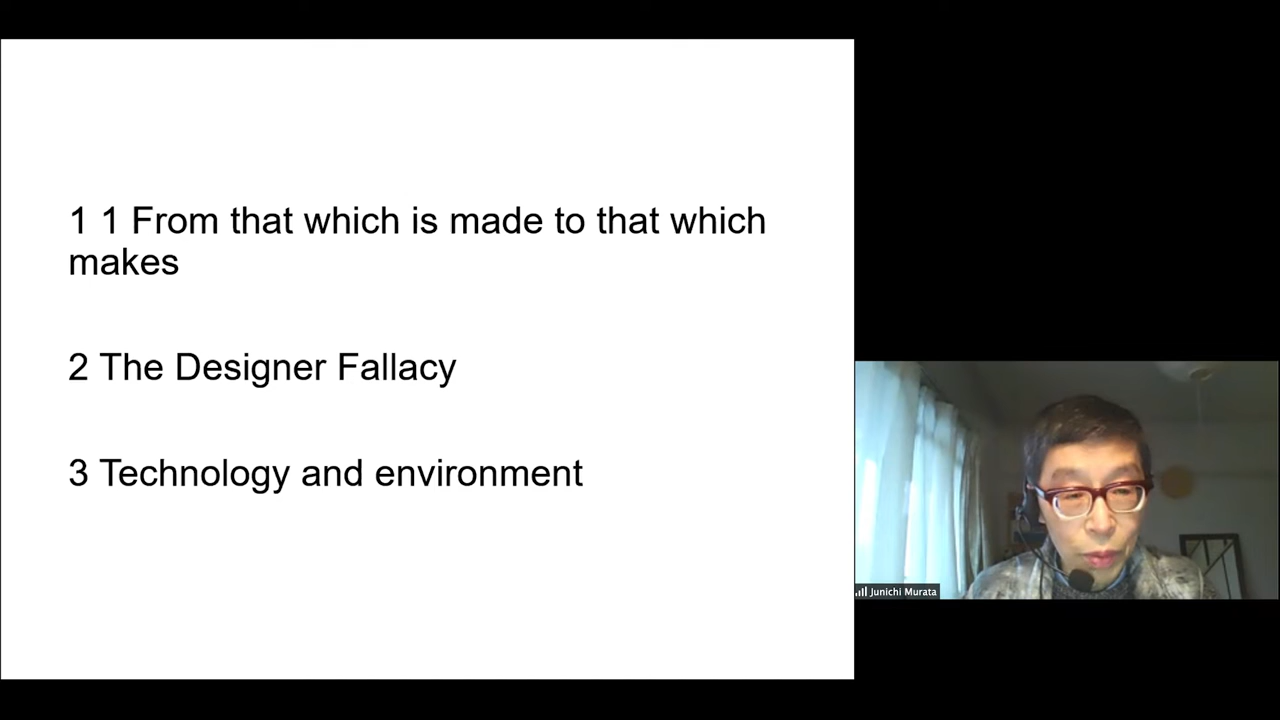 1 1 From that which is made to that which
makes
2 The Designer Fallacy
3 Technology and environment
Junichi Murata